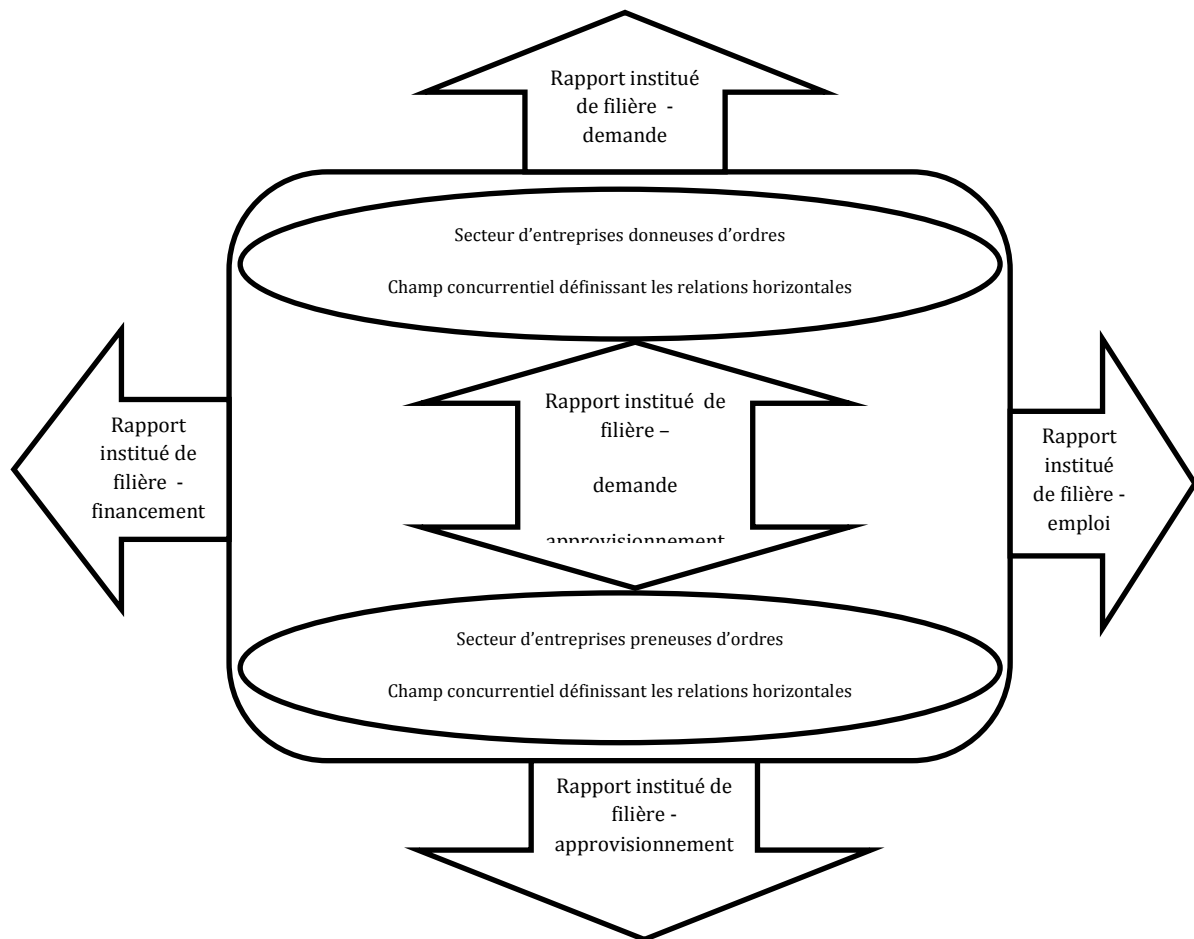 Rapport institué
de filière -
demande
Secteur d'entreprises donneuses d'ordres
Champ concurrentiel définissant les relations horizontales
Rapport
institué de
filière -
financement
Rapport institué de
filière –
demande
approvisionnement
Rapport
institué
de filière -
emploi
Secteur d'entreprises preneuses d'ordres
Champ concurrentiel définissant les relations horizontales
Rapport institué de
filière -
approvisionnement